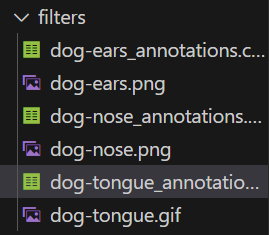 filters
dog-ears_annotations.c...
dog-ears.png
dog-nose_annotations....
dog-nose.png
dog-tongue_annotatio...
dog-tongue.gif